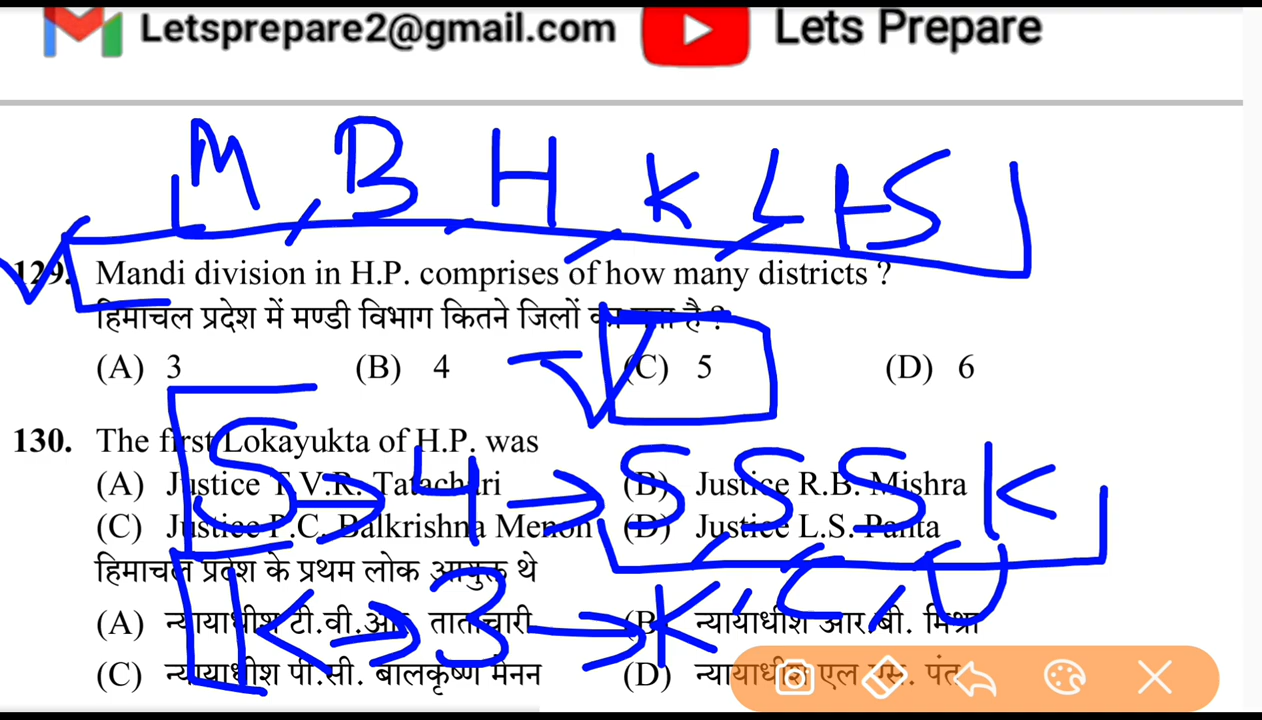 Letsprepare2@gmail.com Lets Prepare
M, B, H, K, L-S
129. Mandi division in H.P. comprises of how many districts ?
हिमाचल प्रदेश में मण्डी विभाग कितने जिलों है ?
(A) 3 (B) 4 (C) 5 (D) 6
130. The first Lokayukta of H.P. was
(A) Justice T.V.R. Tatachari (B) Justice R.B. Mishra
S → 4 → S, S, S, K
(C) Justice P.C. Balkrishna Menon (D) Justice L.S. Panta
हिमाचल प्रदेश के प्रथम लोक आयुक्त थे
K → 3 → K, C, U
(A) न्यायाधीश टी.वी.आर. ताताचारी (B) न्यायाधीश आर.बी. मिश्रा
(C) न्यायाधीश पी.सी. बालकृष्ण मेनन (D) न्यायाधीश एल एस. पंत